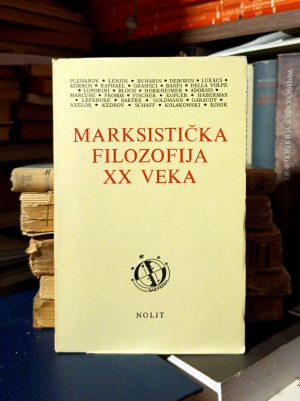 PLEHANOV • LENJIN • BUHARIN • DEBORIN • LUKACS •
KORSCH • RAPHAEL • GRAMSCI • BANFI • DELLA VOLPE
• LUPORINI • BLOCH • HORKHEIMER • ADORNO •
MARCUSE • FROMM • FISCHER • KOFLER • HABERMAS
• LEFEBVRE • SARTRE • GOLDMANN • GARAUDY •
AXELOS • KEDROV • SCHAFF • KOLAKOWSKI • KOSIK
MARKSISTIČKA
FILOZOFIJA
XX VEKA
NOLIT